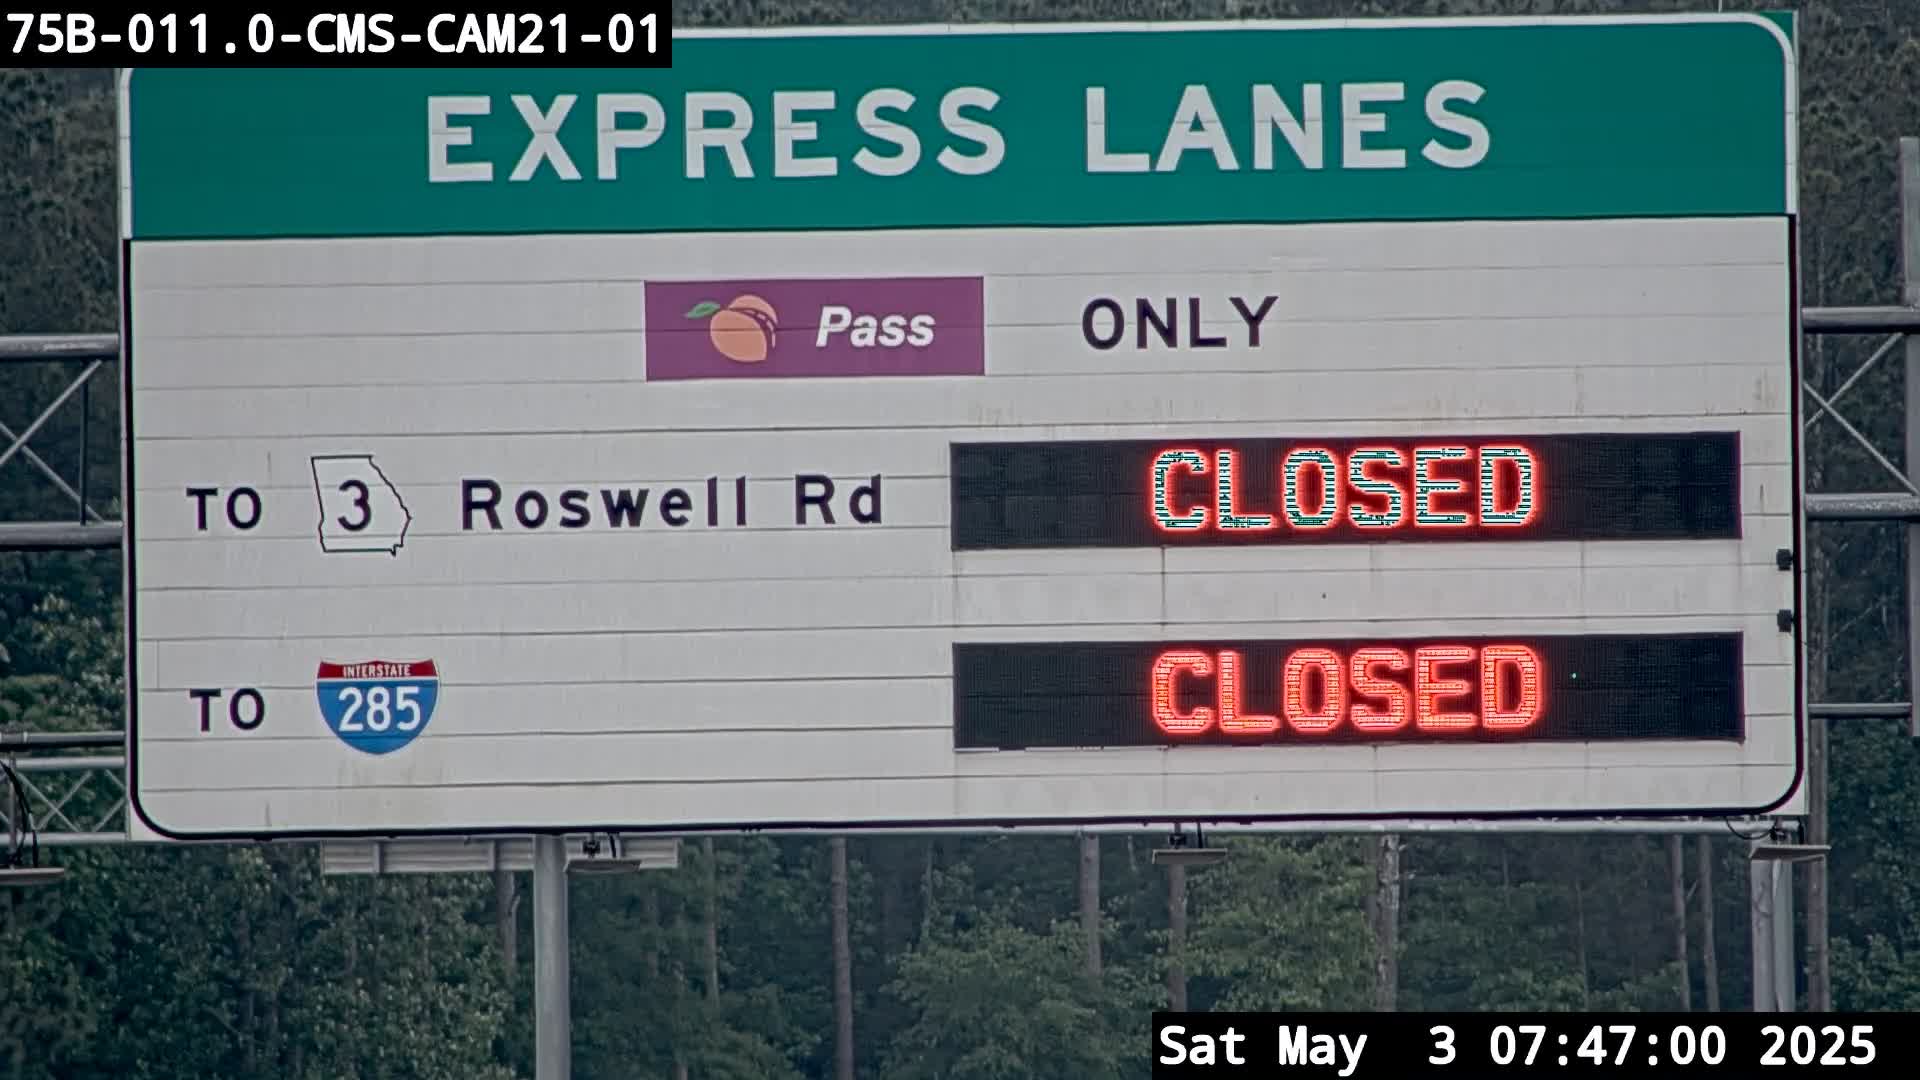 75B-011.0-CMS-CAM21-01
EXPRESS LANES
Pass ONLY
TO 3 Roswell Rd CLOSED
TO INTERSTATE 285 CLOSED
Sat May 3 07:47:00 2025